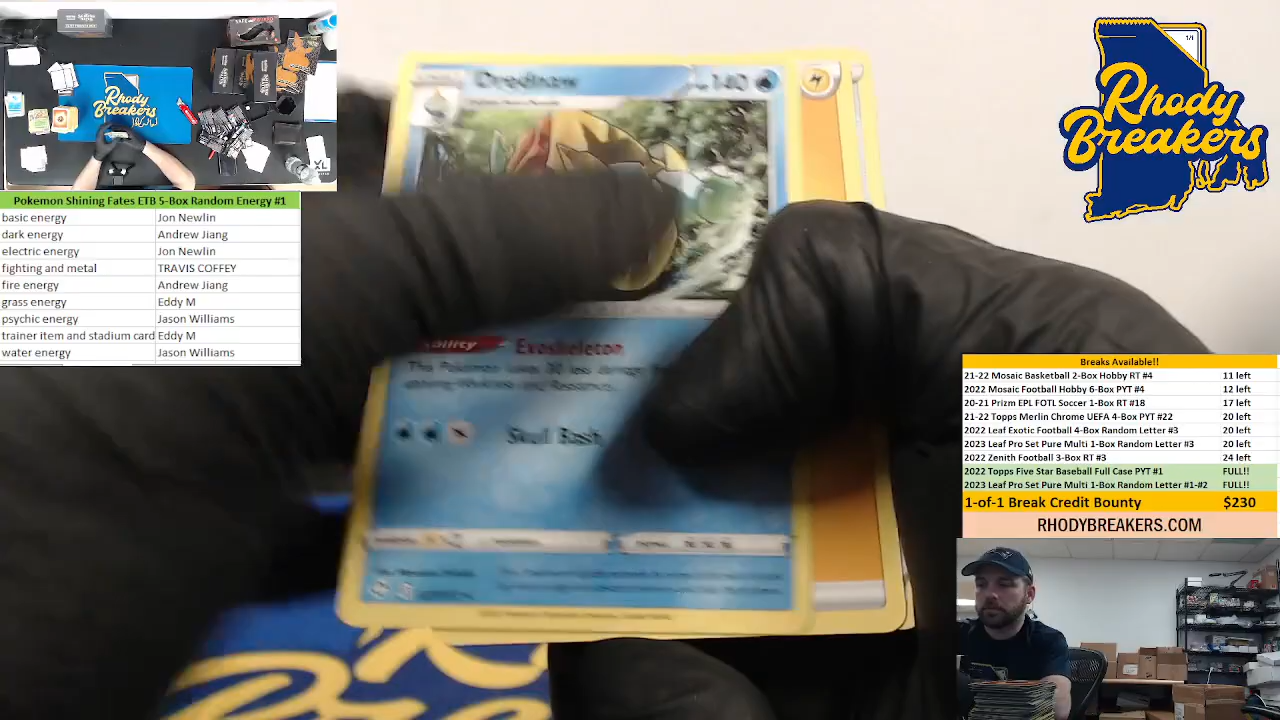 Rhody
Breakers
XL
Pokemon Shining Fates ETB 5-Box Random Energy #1
basic energy Jon Newlin
dark energy Andrew Jiang
electric energy Jon Newlin
fighting and metal TRAVIS COFFEY
fire energy Andrew Jiang
grass energy Eddy M
psychic energy Jason Williams
trainer item and stadium card Eddy M
water energy Jason Williams
Drednaw 140
Ability Exoskeleton
Skull Bash
1/1
Rhody
Breakers
Breaks Available!!
21-22 Mosaic Basketball 2-Box Hobby RT #4 11 left
2022 Mosaic Football Hobby 6-Box PYT #4 12 left
20-21 Prizm EPL FOTL Soccer 1-Box RT #18 17 left
21-22 Topps Merlin Chrome UEFA 4-Box PYT #22 20 left
2022 Leaf Exotic Football 4-Box Random Letter #3 20 left
2023 Leaf Pro Set Pure Multi 1-Box Random Letter #3 20 left
2022 Zenith Football 3-Box RT #3 24 left
2022 Topps Five Star Baseball Full Case PYT #1 FULL!!
2023 Leaf Pro Set Pure Multi 1-Box Random Letter #1-#2 FULL!!
1-of-1 Break Credit Bounty $230
RHODYBREAKERS.COM